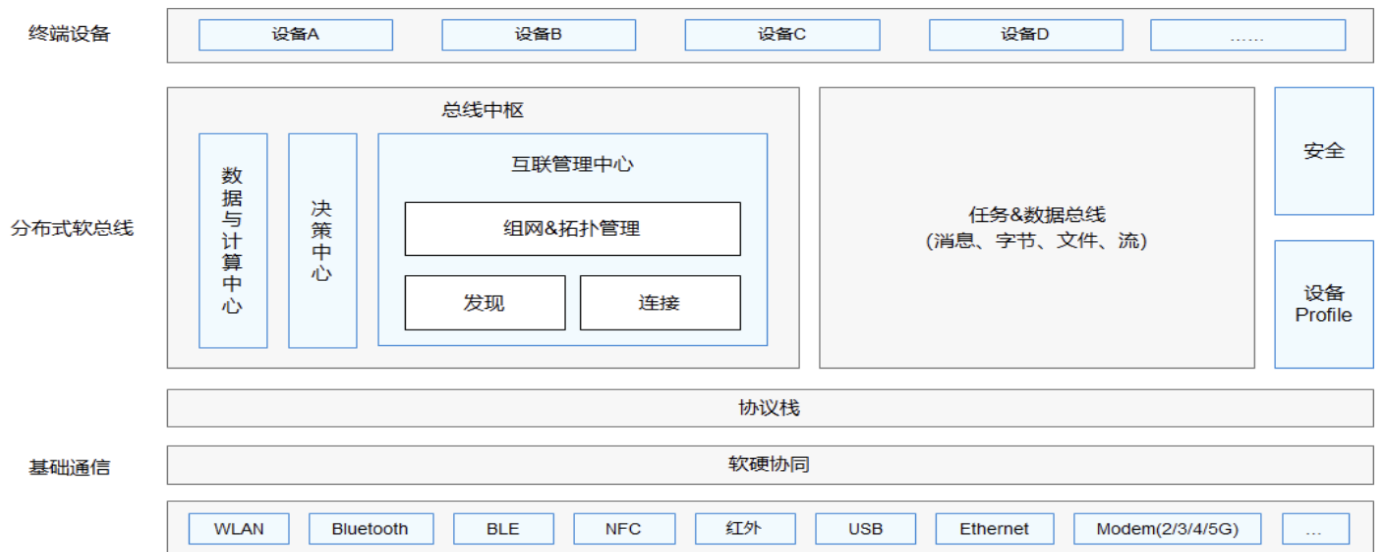 终端设备
设备A
设备B
设备C
设备D
……
分布式软总线
总线中枢
数据与计算中心
决策中心
互联管理中心
组网&拓扑管理
发现
连接
任务&数据总线
(消息、字节、文件、流)
安全
设备
Profile
基础通信
协议栈
软硬协同
WLAN
Bluetooth
BLE
NFC
红外
USB
Ethernet
Modem(2/3/4/5G)
...